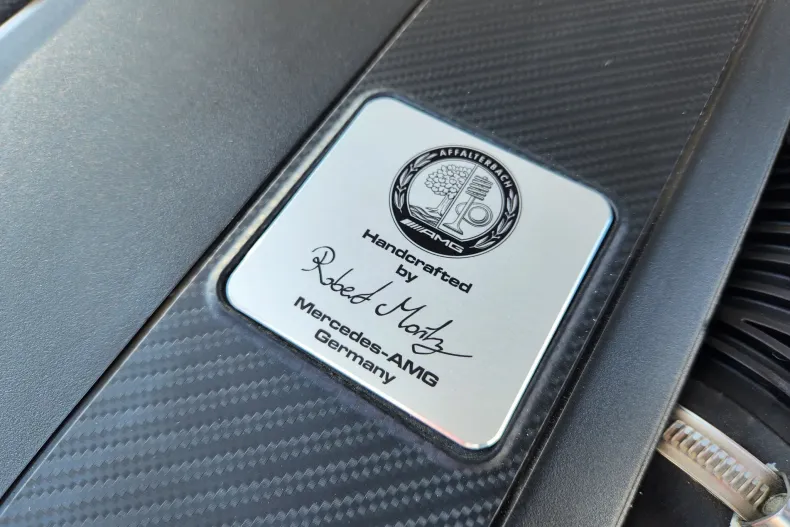 AFFALTERBACH
AMG
Handcrafted
by
Robert Moritz
Mercedes-AMG
Germany